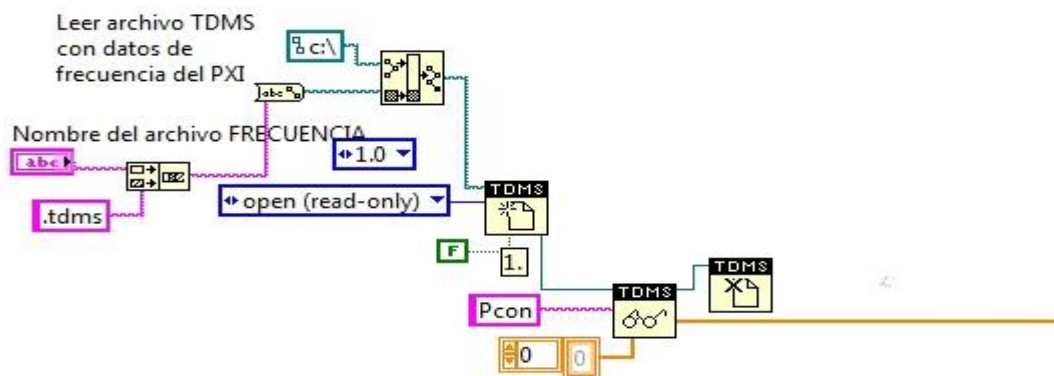 Leer archivo TDMS
con datos de
frecuencia del PXI
c:\
abc
Nombre del archivo FRECUENCIA
abc
1.0
.tdms
open (read-only)
TDMS
F
1.
TDMS
TDMS
Pcon
0
0